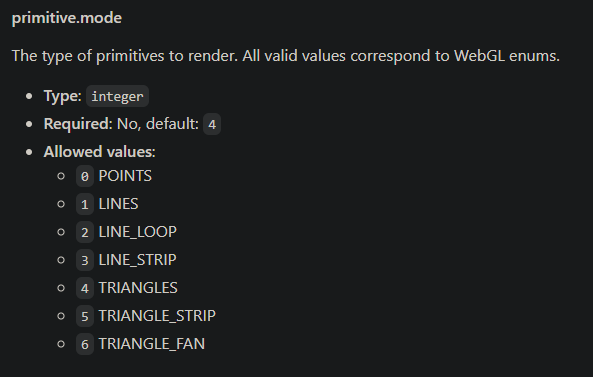 primitive.mode
The type of primitives to render. All valid values correspond to WebGL enums.
Type: integer
Required: No, default: 4
Allowed values:
0 POINTS
1 LINES
2 LINE_LOOP
3 LINE_STRIP
4 TRIANGLES
5 TRIANGLE_STRIP
6 TRIANGLE_FAN